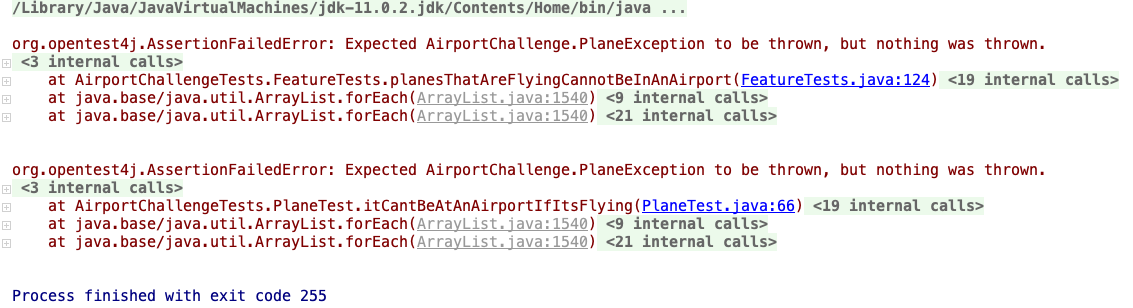 /Library/Java/JavaVirtualMachines/jdk-11.0.2.jdk/Contents/Home/bin/java ...
org.opentest4j.AssertionFailedError: Expected AirportChallenge.PlaneException to be thrown, but nothing was thrown.
<3 internal calls>
at AirportChallengeTests.FeatureTests.planesThatAreFlyingCannotBeInAnAirport(FeatureTests.java:124) <19 internal calls>
at java.base/java.util.ArrayList.forEach(ArrayList.java:1540) <9 internal calls>
at java.base/java.util.ArrayList.forEach(ArrayList.java:1540) <21 internal calls>
org.opentest4j.AssertionFailedError: Expected AirportChallenge.PlaneException to be thrown, but nothing was thrown.
<3 internal calls>
at AirportChallengeTests.PlaneTest.itCantBeAtAnAirportIfItsFlying(PlaneTest.java:66) <19 internal calls>
at java.base/java.util.ArrayList.forEach(ArrayList.java:1540) <9 internal calls>
at java.base/java.util.ArrayList.forEach(ArrayList.java:1540) <21 internal calls>
Process finished with exit code 255